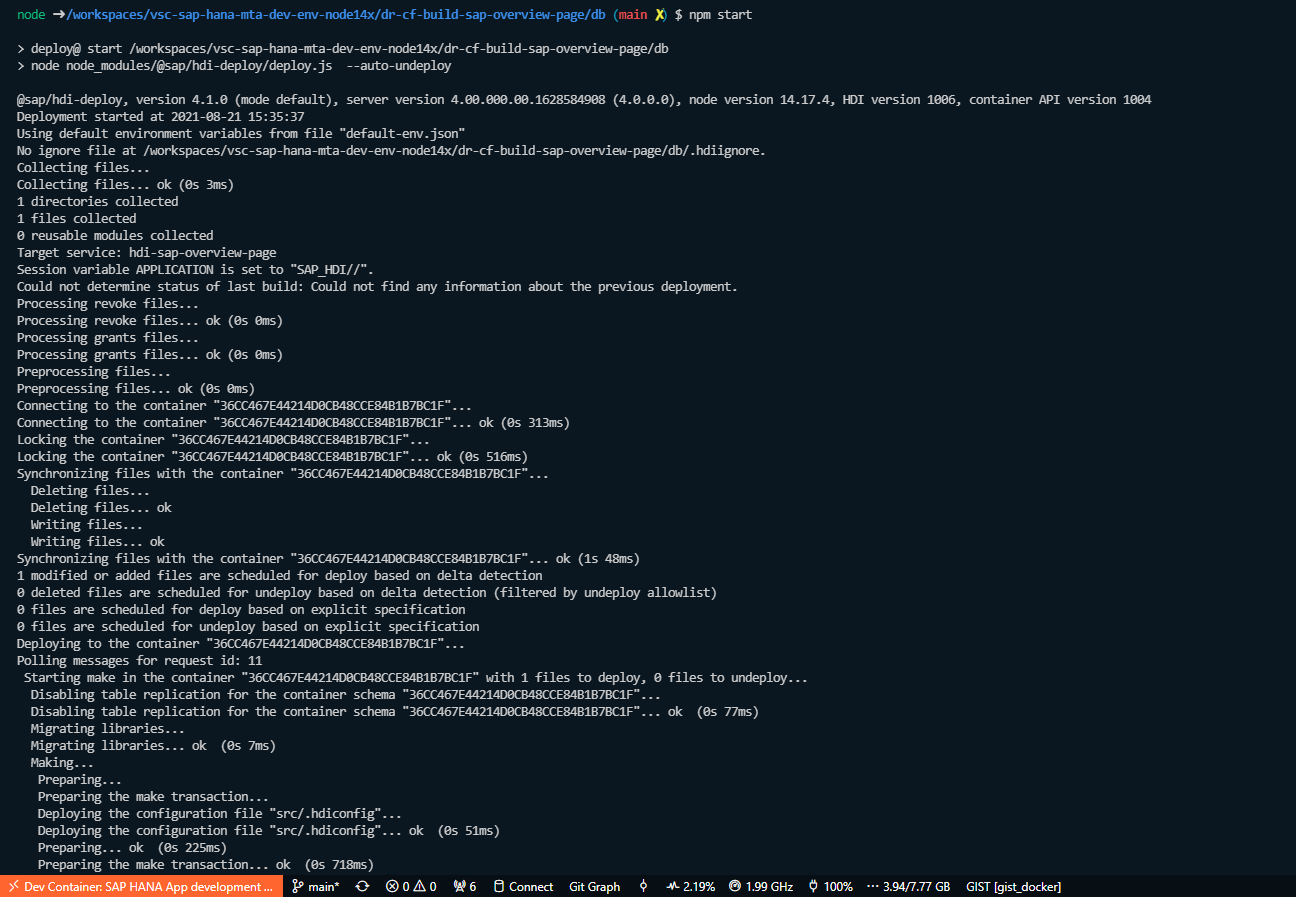 node ➜/workspaces/vsc-sap-hana-mta-dev-env-node14x/dr-cf-build-sap-overview-page/db (main ✗) $ npm start
> deploy@ start /workspaces/vsc-sap-hana-mta-dev-env-node14x/dr-cf-build-sap-overview-page/db
> node node_modules/@sap/hdi-deploy/deploy.js  --auto-undeploy
@sap/hdi-deploy, version 4.1.0 (mode default), server version 4.00.000.00.1628584908 (4.0.0.0), node version 14.17.4, HDI version 1006, container API version 1004
Deployment started at 2021-08-21 15:35:37
Using default environment variables from file "default-env.json"
No ignore file at /workspaces/vsc-sap-hana-mta-dev-env-node14x/dr-cf-build-sap-overview-page/db/.hdiignore.
Collecting files...
Collecting files... ok (0s 3ms)
1 directories collected
1 files collected
0 reusable modules collected
Target service: hdi-sap-overview-page
Session variable APPLICATION is set to "SAP_HDI//".
Could not determine status of last build: Could not find any information about the previous deployment.
Processing revoke files...
Processing revoke files... ok (0s 0ms)
Processing grants files...
Processing grants files... ok (0s 0ms)
Preprocessing files...
Preprocessing files... ok (0s 0ms)
Connecting to the container "36CC467E44214D0CB48CCE84B1B7BC1F"...
Connecting to the container "36CC467E44214D0CB48CCE84B1B7BC1F"... ok (0s 313ms)
Locking the container "36CC467E44214D0CB48CCE84B1B7BC1F"...
Locking the container "36CC467E44214D0CB48CCE84B1B7BC1F"... ok (0s 516ms)
Synchronizing files with the container "36CC467E44214D0CB48CCE84B1B7BC1F"...
  Deleting files...
  Deleting files... ok
  Writing files...
  Writing files... ok
Synchronizing files with the container "36CC467E44214D0CB48CCE84B1B7BC1F"... ok (1s 48ms)
1 modified or added files are scheduled for deploy based on delta detection
0 deleted files are scheduled for undeploy based on delta detection (filtered by undeploy allowlist)
0 files are scheduled for deploy based on explicit specification
0 files are scheduled for undeploy based on explicit specification
Deploying to the container "36CC467E44214D0CB48CCE84B1B7BC1F"...
Polling messages for request id: 11
 Starting make in the container "36CC467E44214D0CB48CCE84B1B7BC1F" with 1 files to deploy, 0 files to undeploy...
  Disabling table replication for the container schema "36CC467E44214D0CB48CCE84B1B7BC1F"...
  Disabling table replication for the container schema "36CC467E44214D0CB48CCE84B1B7BC1F"... ok  (0s 77ms)
  Migrating libraries...
  Migrating libraries... ok  (0s 7ms)
  Making...
   Preparing...
   Preparing the make transaction...
   Deploying the configuration file "src/.hdiconfig"...
   Deploying the configuration file "src/.hdiconfig"... ok  (0s 51ms)
   Preparing... ok  (0s 225ms)
   Preparing the make transaction... ok  (0s 718ms)
Dev Container: SAP HANA App development ... main* 0 0 6 Connect Git Graph 2.19% 1.99 GHz 100% 3.94/7.77 GB GIST [gist_docker]